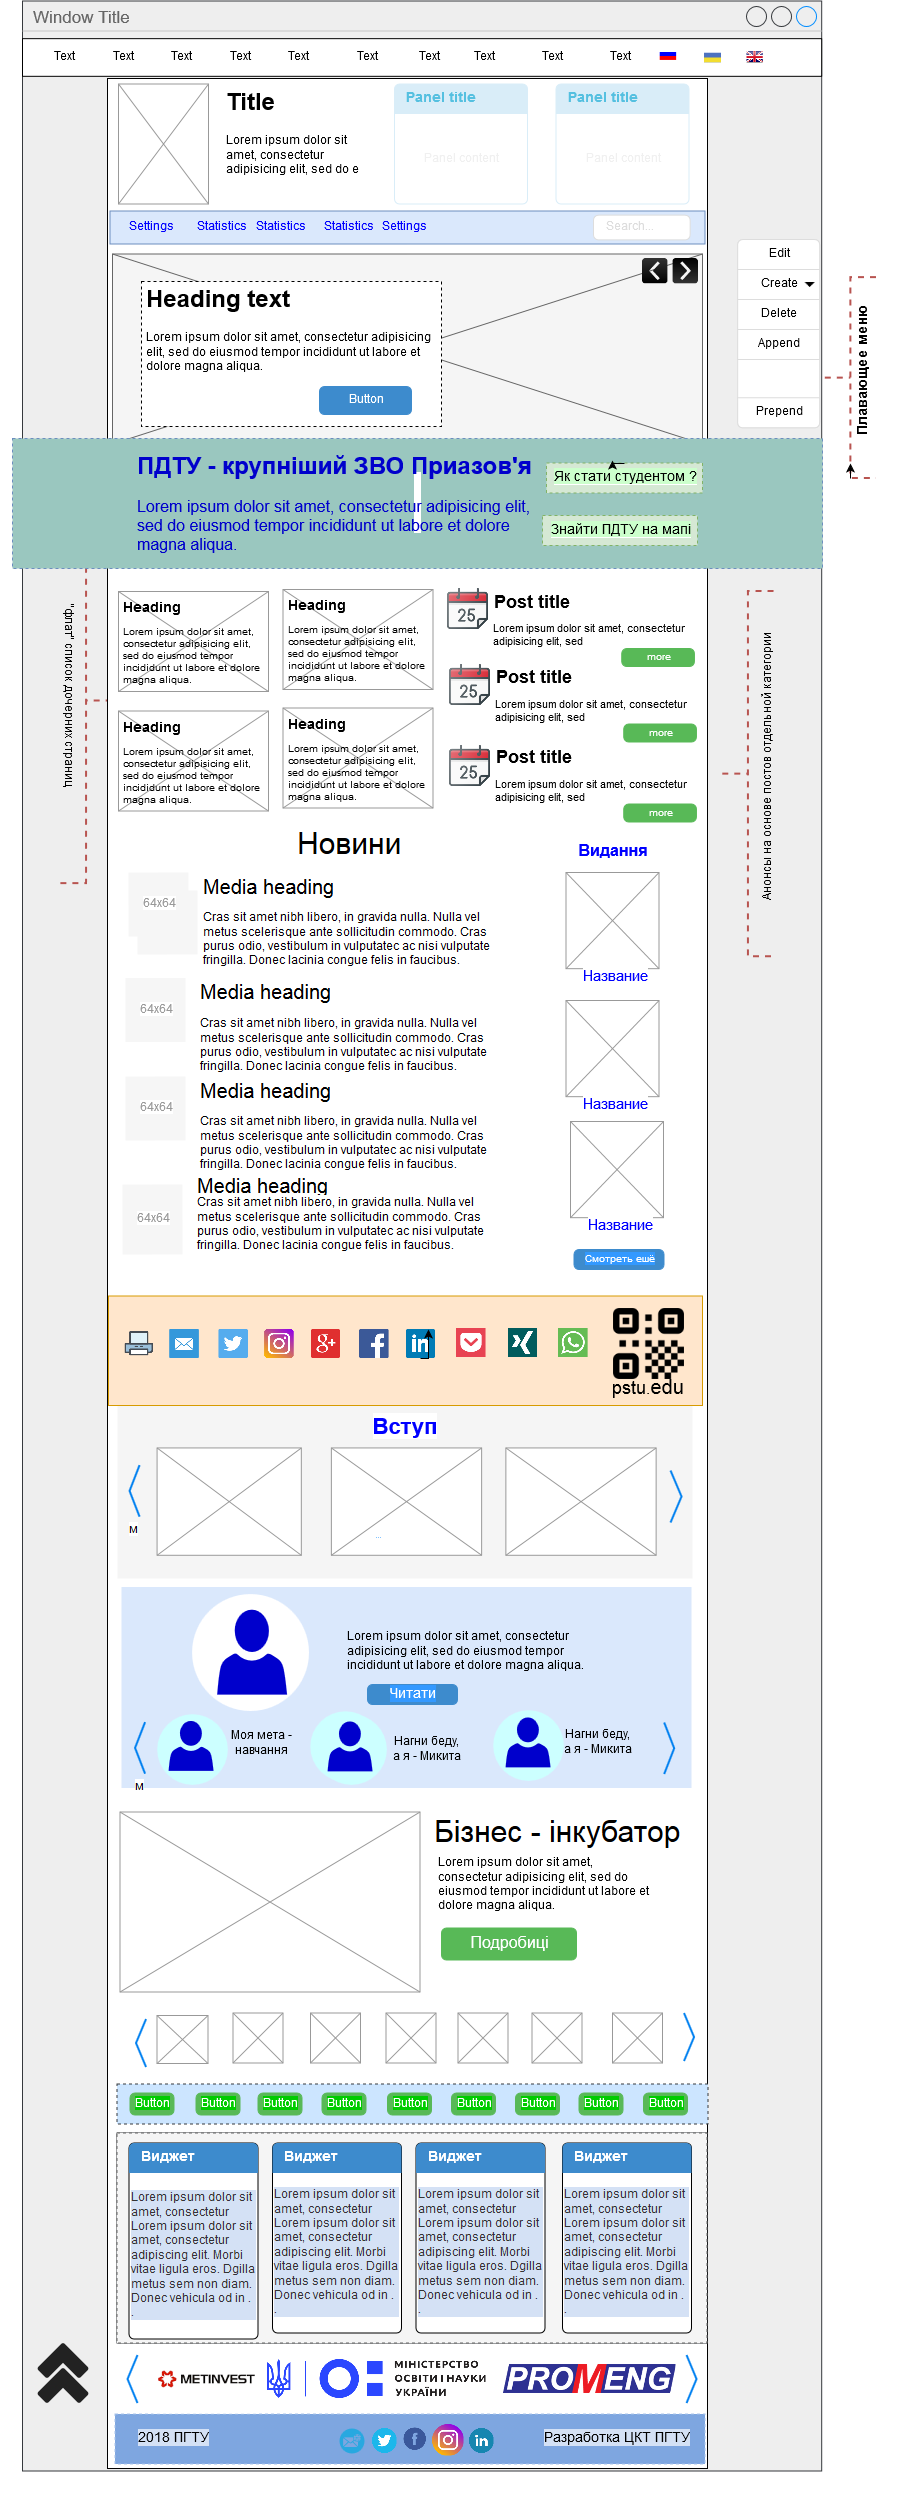 Window Title
Text Text Text Text Text Text Text Text Text Text
Title
Lorem ipsum dolor sit
amet, consectetur
adipisicing elit, sed do e
Panel title
Panel content
Panel title
Panel content
Settings Statistics Statistics Statistics Settings
Search...
Edit
Create
Delete
Append
Prepend
Плавающее меню
Heading text
Lorem ipsum dolor sit amet, consectetur adipisicing
elit, sed do eiusmod tempor incididunt ut labore et
dolore magna aliqua.
Button
ПДТУ - крупніший ЗВО Приазов'я
Lorem ipsum dolor sit amet, consectetur adipisicing elit,
sed do eiusmod tempor incididunt ut labore et dolore
magna aliqua.
Як стати студентом ?
Знайти ПДТУ на мапі
"флат" список дочерних страниц
Анонсы на основе постов отдельной категории
Heading
Lorem ipsum dolor sit amet,
consectetur adipisicing elit,
sed do eiusmod tempor
incididunt ut labore et dolore
magna aliqua.
Heading
Lorem ipsum dolor sit amet,
consectetur adipisicing elit,
sed do eiusmod tempor
incididunt ut labore et dolore
magna aliqua.
25
Post title
Lorem ipsum dolor sit amet, consectetur
adipisicing elit, sed
more
25
Post title
Lorem ipsum dolor sit amet, consectetur
adipisicing elit, sed
more
Heading
Lorem ipsum dolor sit amet,
consectetur adipisicing elit,
sed do eiusmod tempor
incididunt ut labore et dolore
magna aliqua.
Heading
Lorem ipsum dolor sit amet,
consectetur adipisicing elit,
sed do eiusmod tempor
incididunt ut labore et dolore
magna aliqua.
25
Post title
Lorem ipsum dolor sit amet, consectetur
adipisicing elit, sed
more
Новини
64x64
Media heading
Cras sit amet nibh libero, in gravida nulla. Nulla vel
metus scelerisque ante sollicitudin commodo. Cras
purus odio, vestibulum in vulputatec ac nisi vulputate
fringilla. Donec lacinia congue felis in faucibus.
64x64
Media heading
Cras sit amet nibh libero, in gravida nulla. Nulla vel
metus scelerisque ante sollicitudin commodo. Cras
purus odio, vestibulum in vulputatec ac nisi vulputate
fringilla. Donec lacinia congue felis in faucibus.
64x64
Media heading
Cras sit amet nibh libero, in gravida nulla. Nulla vel
metus scelerisque ante sollicitudin commodo. Cras
purus odio, vestibulum in vulputatec ac nisi vulputate
fringilla. Donec lacinia congue felis in faucibus.
64x64
Media heading
Cras sit amet nibh libero, in gravida nulla. Nulla vel
metus scelerisque ante sollicitudin commodo. Cras
purus odio, vestibulum in vulputatec ac nisi vulputate
fringilla. Donec lacinia congue felis in faucibus.
Видання
Название
Название
Название
Смотреть ешё
g+ f in
pstu.edu
Вступ
м
...
Lorem ipsum dolor sit amet, consectetur
adipisicing elit, sed do eiusmod tempor
incididunt ut labore et dolore magna aliqua.
Читати
Моя мета -
навчання
Нагни беду,
а я - Микита
Нагни беду,
а я - Микита
м
Бізнес - інкубатор
Lorem ipsum dolor sit amet,
consectetur adipisicing elit, sed do
eiusmod tempor incididunt ut labore et
dolore magna aliqua.
Подробиці
Button Button Button Button Button Button Button Button Button
Виджет
Lorem ipsum dolor sit
amet, consectetur
Lorem ipsum dolor sit
amet, consectetur
adipiscing elit. Morbi
vitae ligula eros. Dgilla
metus sem non diam.
Donec vehicula od in .
.
Виджет
Lorem ipsum dolor sit
amet, consectetur
Lorem ipsum dolor sit
amet, consectetur
adipiscing elit. Morbi
vitae ligula eros. Dgilla
metus sem non diam.
Donec vehicula od in .
.
Виджет
Lorem ipsum dolor sit
amet, consectetur
Lorem ipsum dolor sit
amet, consectetur
adipiscing elit. Morbi
vitae ligula eros. Dgilla
metus sem non diam.
Donec vehicula od in .
.
Виджет
Lorem ipsum dolor sit
amet, consectetur
Lorem ipsum dolor sit
amet, consectetur
adipiscing elit. Morbi
vitae ligula eros. Dgilla
metus sem non diam.
Donec vehicula od in .
.
METINVEST
МІНІСТЕРСТВО
ОСВІТИ І НАУКИ
УКРАЇНИ
PROMENG
2018 ПГТУ
f in
Разработка ЦКТ ПГТУ